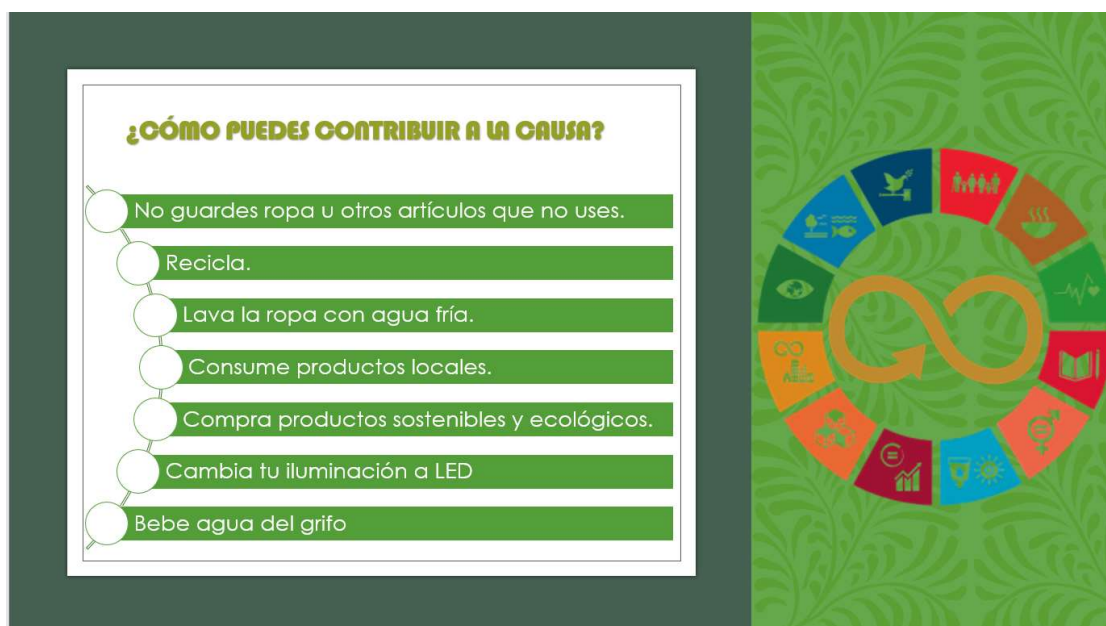 ¿CÓMO PUEDES CONTRIBUIR A LA CAUSA?
No guardes ropa u otros artículos que no uses.
Recicla.
Lava la ropa con agua fría.
Consume productos locales.
Compra productos sostenibles y ecológicos.
Cambia tu iluminación a LED
Bebe agua del grifo